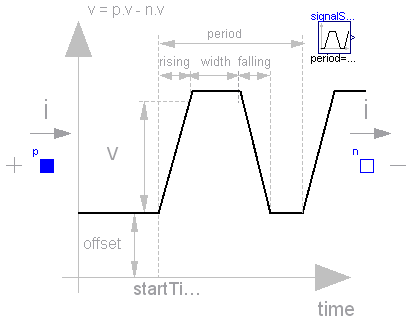 v = p.v - n.v
signalS...
period
period=...
rising width falling
i
i
p
n
v
+
−
offset
startTi...
time